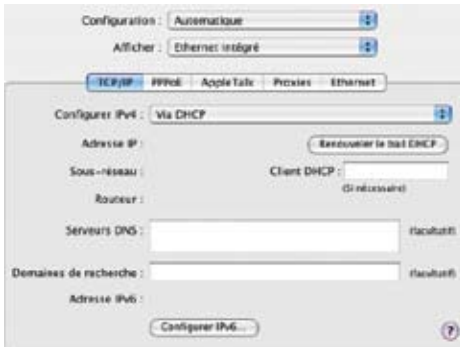 Configuration : Automatique
Afficher : Ethernet intégré
TCP/IP PPPoE AppleTalk Proxies Ethernet
Configurer IPv4 : Via DHCP
Adresse IP : Renouveler le bail DHCP
Sous-réseau : Client DHCP :
(Si nécessaire)
Routeur :
Serveurs DNS : (facultatif)
Domaines de recherche : (facultatif)
Adresse IPv6 :
Configurer IPv6... ?